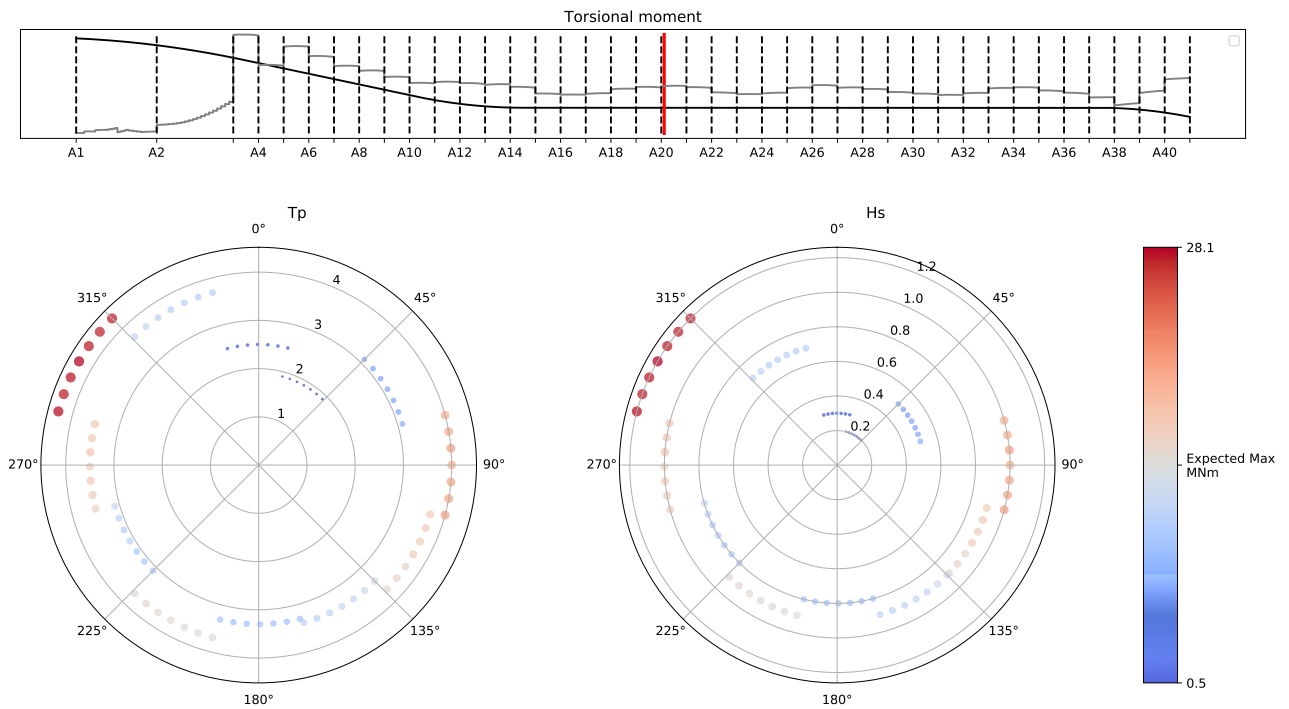 Torsional moment
A1 A2 A4 A6 A8 A10 A12 A14 A16 A18 A20 A22 A24 A26 A28 A30 A32 A34 A36 A38 A40
Tp Hs
0° 0°
28.1
315° 4 45° 315° 1.2 45°
3 1.0
2 0.8
1 0.6
0.4
0.2
270° 90° 270° 90° Expected Max
MNm
225° 135° 225° 135°
180° 180°
0.5